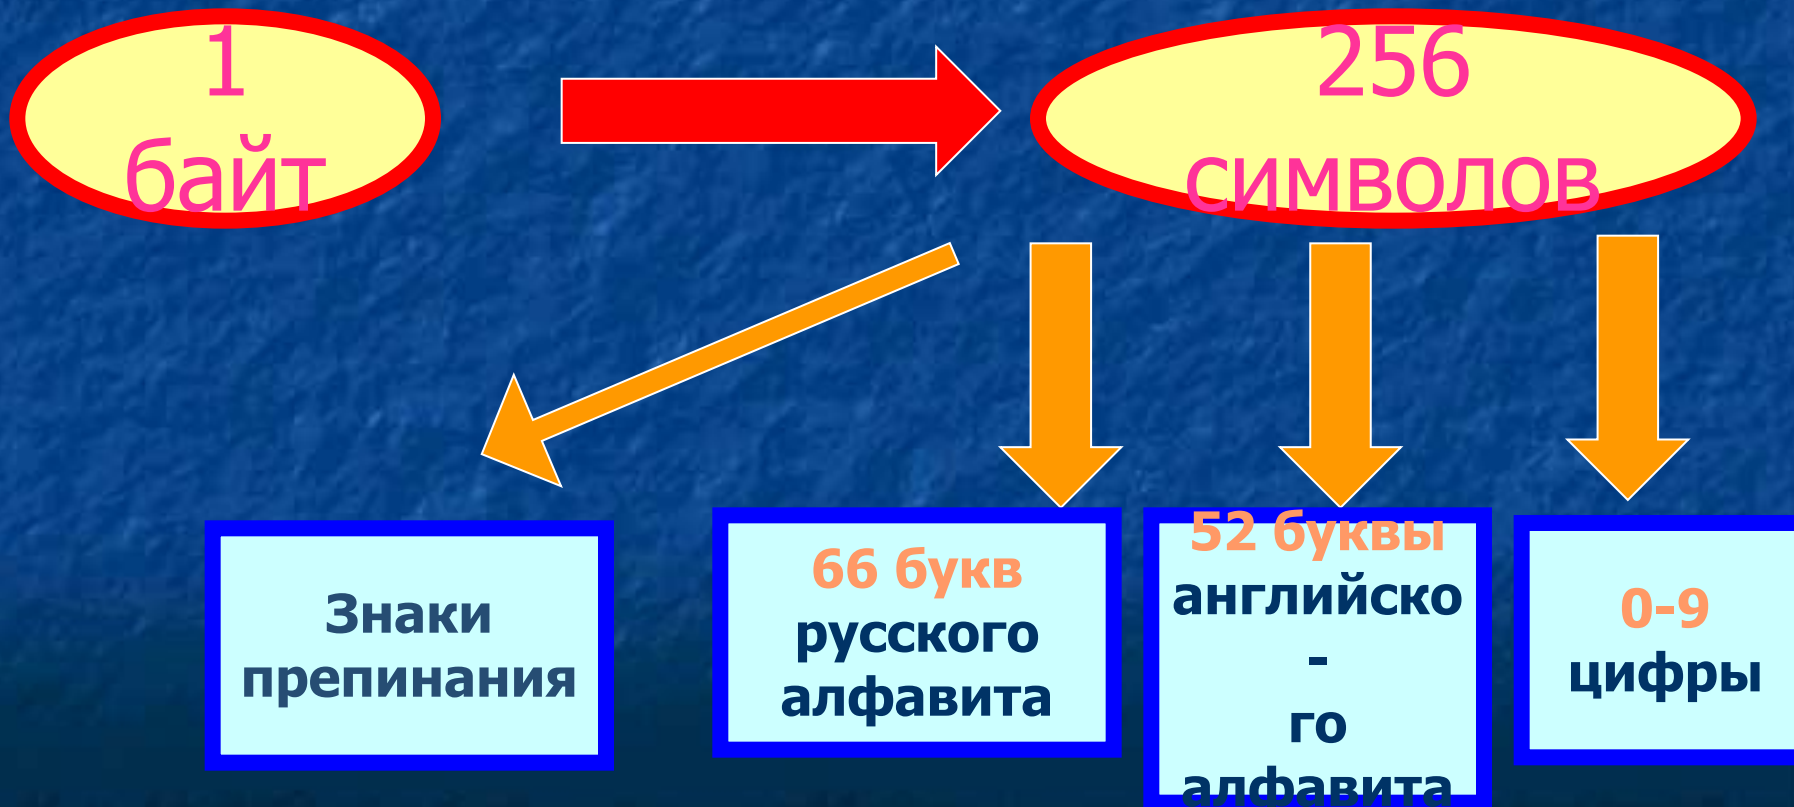 1
байт
256
символов
Знаки
препинания
66 букв
русского
алфавита
52 буквы
английско
-
го
алфавита
0-9
цифры